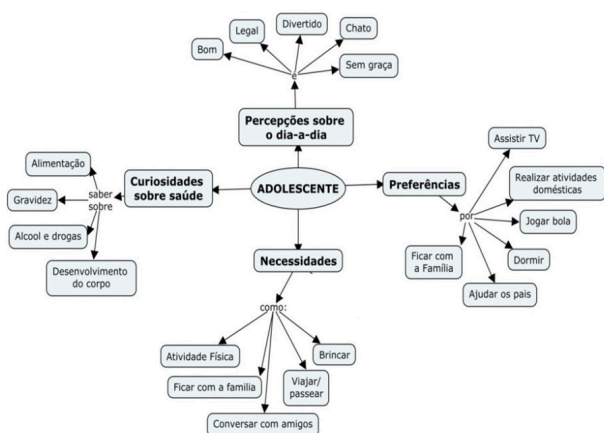 Legal
Divertido
Chato
Bom
é
Sem graça
Percepções sobre
o dia-a-dia
Curiosidades
sobre saúde
saber
sobre
Alimentação
Gravidez
Alcool e drogas
Desenvolvimento
do corpo
ADOLESCENTE
Preferências
por
Assistir TV
Realizar atividades
domésticas
Jogar bola
Dormir
Ajudar os pais
Ficar com
a Família
Necessidades
como:
Atividade Física
Ficar com a familia
Conversar com amigos
Viajar/
passear
Brincar